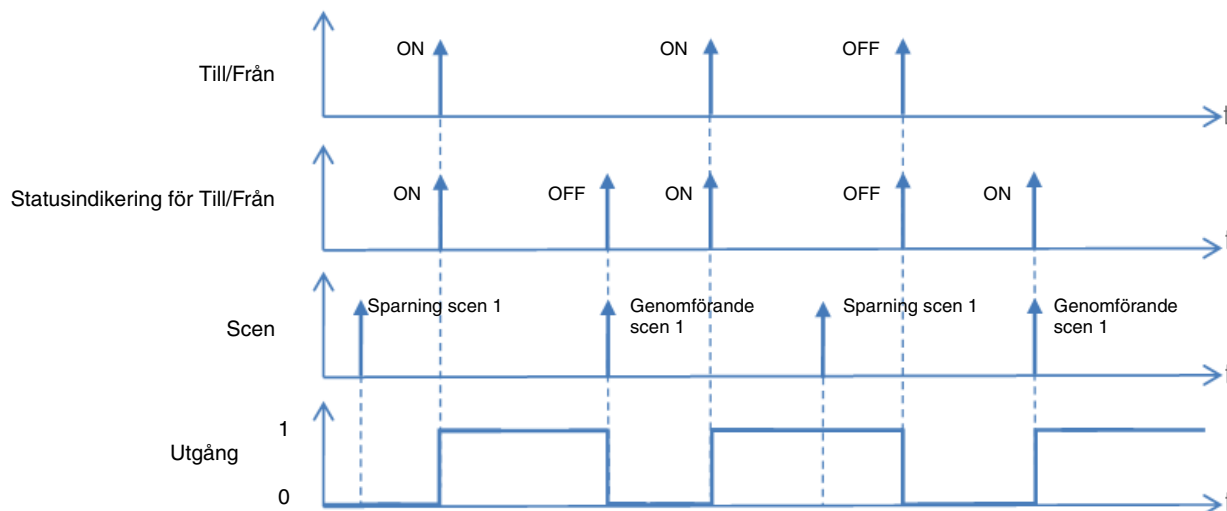 ON
ON
OFF
Till/Från
t
ON
OFF
ON
OFF
ON
Statusindikering för Till/Från
t
Sparning scen 1
Genomförande
scen 1
Sparning scen 1
Genomförande
scen 1
Scen
t
1
Utgång
0
t